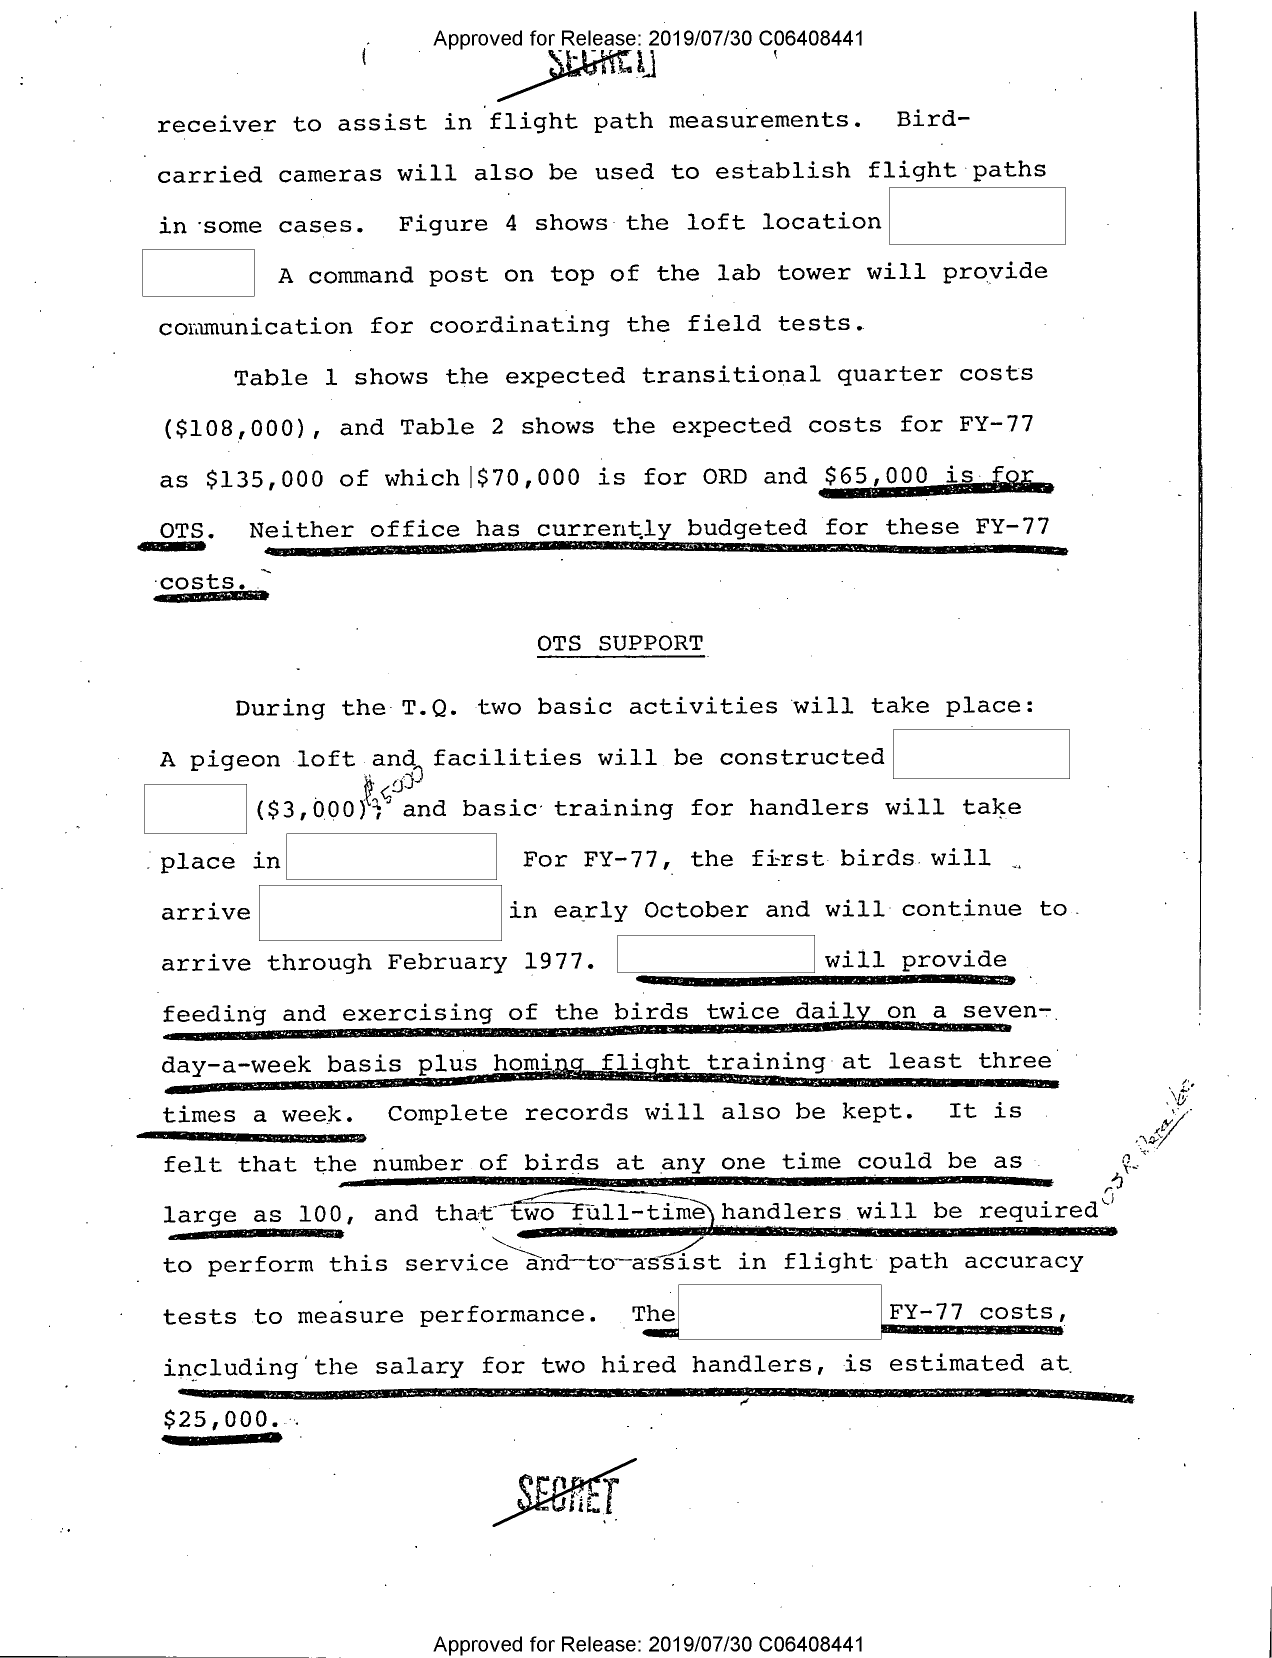 Approved for Release: 2019/07/30 C06408441
SECRET
receiver to assist in flight path measurements. Bird-
carried cameras will also be used to establish flight paths
in some cases. Figure 4 shows the loft location
A command post on top of the lab tower will provide
communication for coordinating the field tests.
Table 1 shows the expected transitional quarter costs
($108,000), and Table 2 shows the expected costs for FY-77
as $135,000 of which $70,000 is for ORD and $65,000 is for
OTS. Neither office has currently budgeted for these FY-77
costs.
OTS SUPPORT
During the T.Q. two basic activities will take place:
A pigeon loft and facilities will be constructed
$5000
($3,000), and basic training for handlers will take
place in For FY-77, the first birds will
arrive in early October and will continue to
arrive through February 1977. will provide
feeding and exercising of the birds twice daily on a seven-
day-a-week basis plus homing flight training at least three
times a week. Complete records will also be kept. It is
felt that the number of birds at any one time could be as
large as 100, and that two full-time handlers will be required
to perform this service and to assist in flight path accuracy
tests to measure performance. The FY-77 costs,
including the salary for two hired handlers, is estimated at
$25,000.
SECRET
Approved for Release: 2019/07/30 C06408441